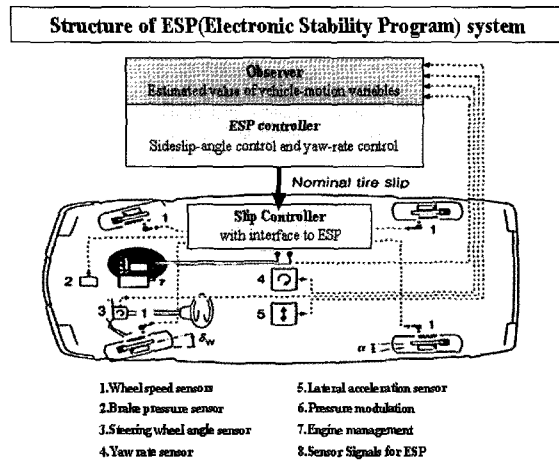 Structure of ESP(Electronic Stability Program) system
Observer
Estimated value of vehicle-motion variables
ESP controller
Sideslip-angle control and yaw-rate control
Nominal tire slip
1
1
Slip Controller
with interface to ESP
2
7
4
3
1
5
1
δw
α
1.Wheel speed sensors
2.Brake pressure sensor
3.Steering wheel angle sensor
4.Yaw rate sensor
5.Lateral acceleration sensor
6.Pressure modulation
7.Engine management
8.Sensor Signals for ESP